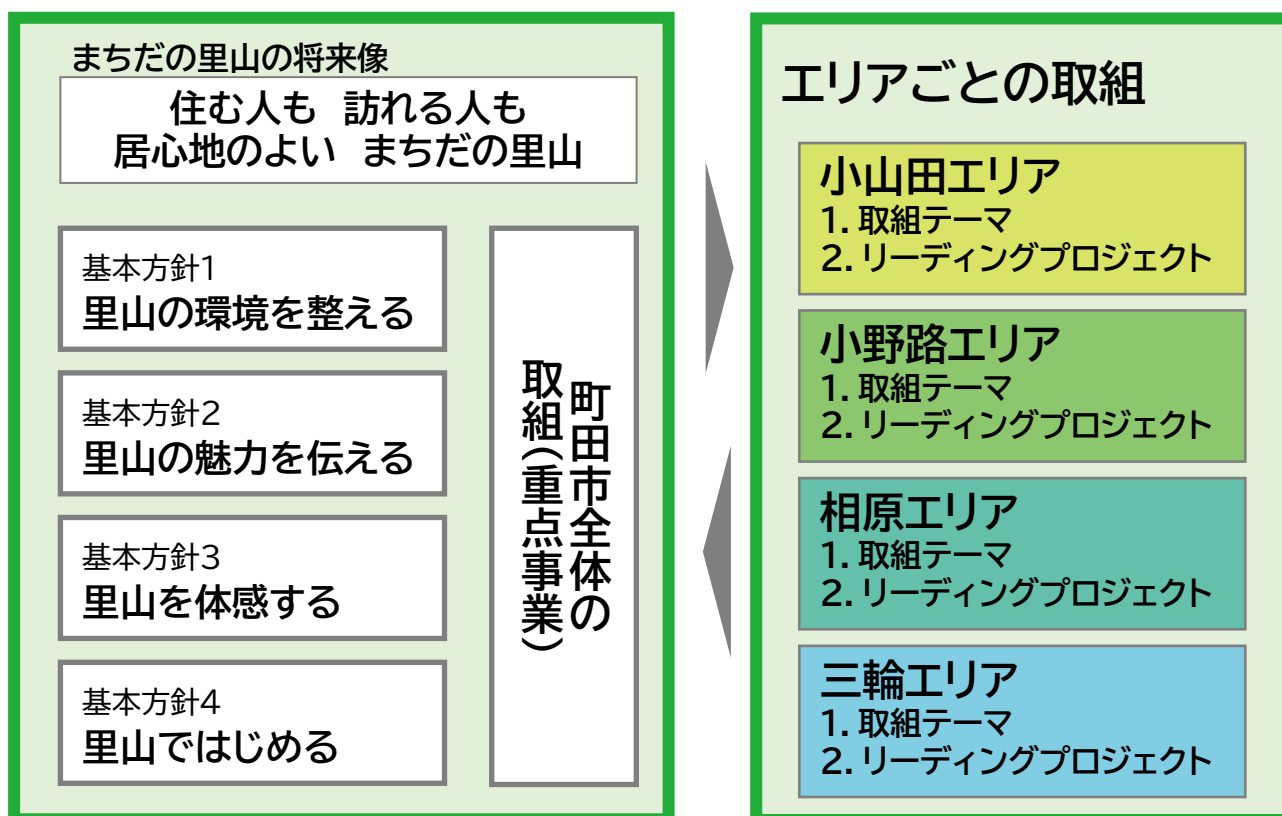 まちだの里山の将来像
住む人も 訪れる人も
居心地のよい まちだの里山
基本方針1
里山の環境を整える
基本方針2
里山の魅力を伝える
基本方針3
里山を体感する
基本方針4
里山ではじめる
町田市全体の
取組(重点事業)
エリアごとの取組
小山田エリア
1. 取組テーマ
2. リーディングプロジェクト
小野路エリア
1. 取組テーマ
2. リーディングプロジェクト
相原エリア
1. 取組テーマ
2. リーディングプロジェクト
三輪エリア
1. 取組テーマ
2. リーディングプロジェクト